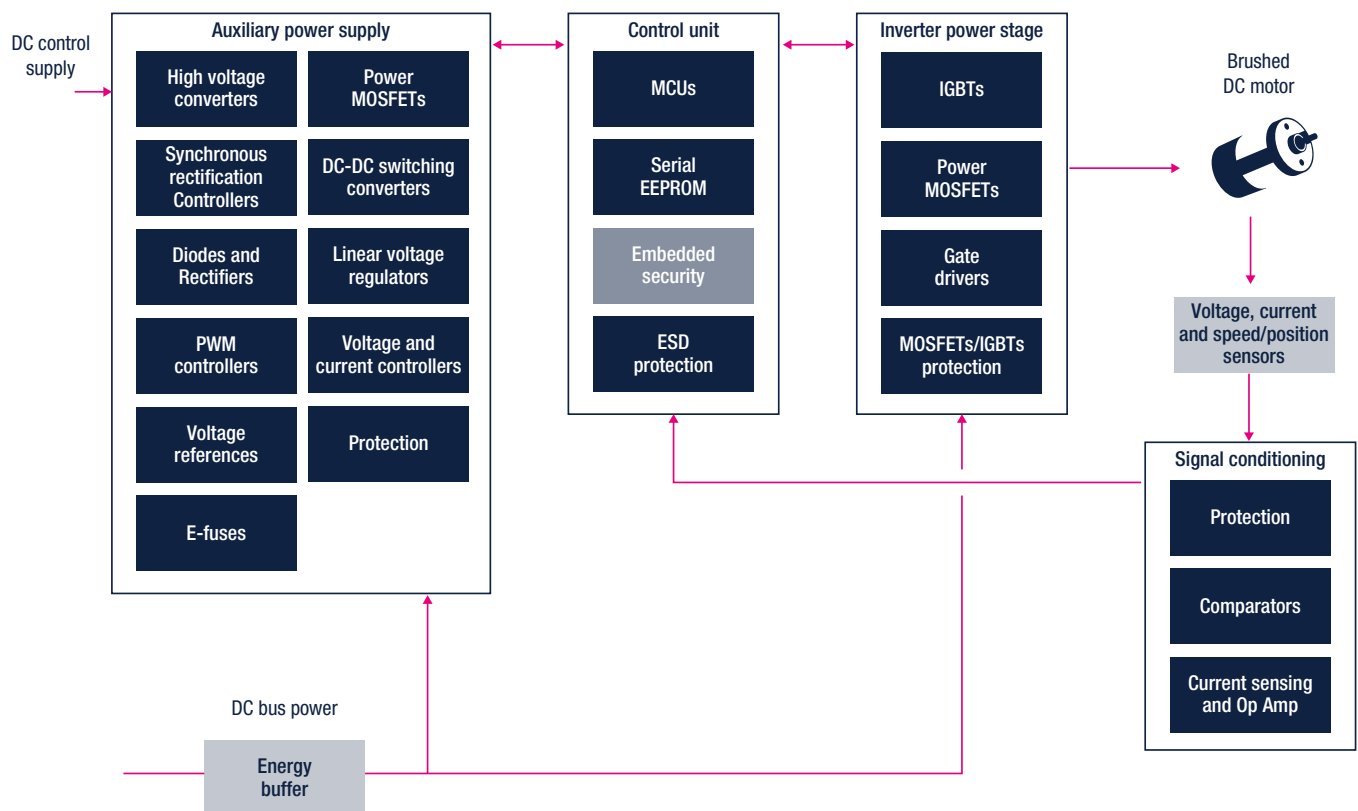 DC control
supply
Auxiliary power supply
High voltage
converters
Power
MOSFETs
Synchronous
rectification
Controllers
DC-DC switching
converters
Diodes and
Rectifiers
Linear voltage
regulators
PWM
controllers
Voltage and
current controllers
Voltage
references
Protection
E-fuses
Control unit
MCUs
Serial
EEPROM
Embedded
security
ESD
protection
Inverter power stage
IGBTs
Power
MOSFETs
Gate
drivers
MOSFETs/IGBTs
protection
Brushed
DC motor
Voltage, current
and speed/position
sensors
Signal conditioning
Protection
Comparators
Current sensing
and Op Amp
DC bus power
Energy
buffer